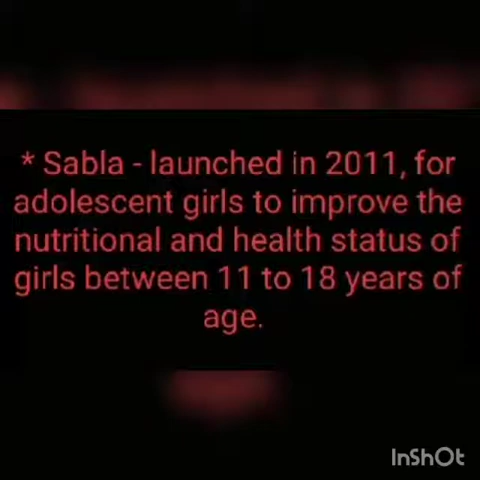 * Sabla - launched in 2011, for
adolescent girls to improve the
nutritional and health status of
girls between 11 to 18 years of
age.
InShOt